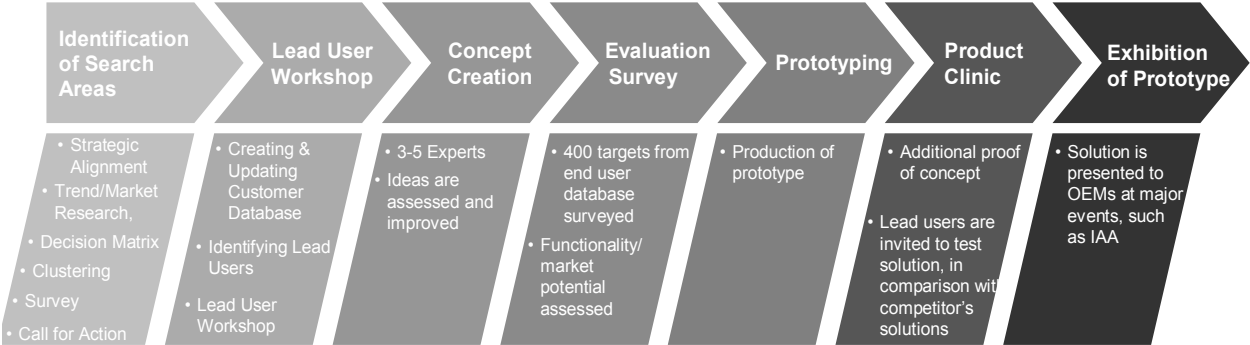 Identification
of Search
Areas
Lead User
Workshop
Concept
Creation
Evaluation
Survey
Prototyping
Product
Clinic
Exhibition
of Prototype
• Strategic
Alignment
• Trend/Market
Research,
• Decision Matrix
• Clustering
• Survey
• Call for Action
• Creating &
Updating
Customer
Database
• Identifying Lead
Users
• Lead User
Workshop
• 3-5 Experts
• Ideas are
assessed and
improved
• 400 targets from
end user
database
surveyed
• Functionality/
market
potential
assessed
• Production of
prototype
• Additional proof
of concept
• Lead users are
invited to test
solution, in
comparison with
competitor’s
solutions
• Solution is
presented to
OEMs at major
events, such
as IAA